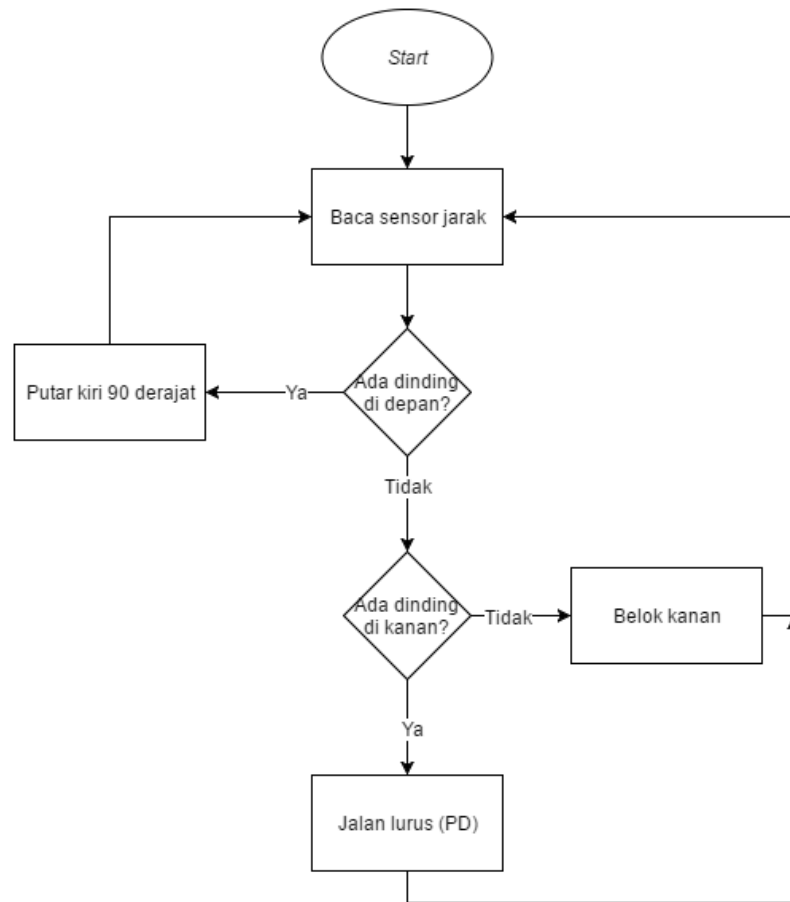 Start
Baca sensor jarak
Ada dinding
di depan?
Ya
Putar kiri 90 derajat
Tidak
Ada dinding
di kanan?
Tidak
Belok kanan
Ya
Jalan lurus (PD)